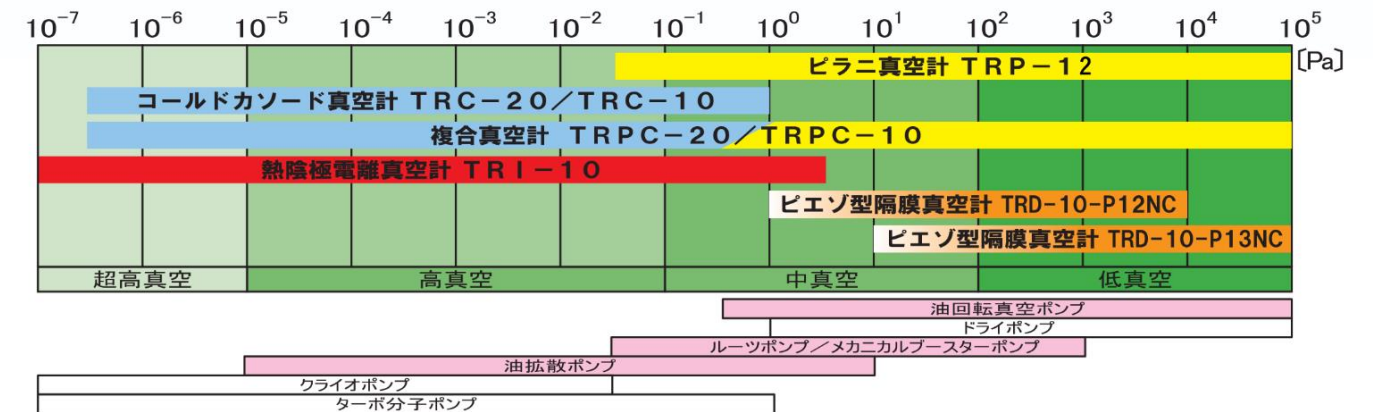 10⁻⁷ 10⁻⁶ 10⁻⁵ 10⁻⁴ 10⁻³ 10⁻² 10⁻¹ 10⁰ 10¹ 10² 10³ 10⁴ 10⁵
[Pa]
ピラニ真空計 TRP-12
コールドカソード真空計 TRC-20/TRC-10
複合真空計 TRPC-20/TRPC-10
熱陰極電離真空計 TRI-10
ピエゾ型隔膜真空計 TRD-10-P12NC
ピエゾ型隔膜真空計 TRD-10-P13NC
超高真空 高真空 中真空 低真空
油回転真空ポンプ
ドライポンプ
ルーツポンプ/メカニカルブースターポンプ
油拡散ポンプ
クライオポンプ
ターボ分子ポンプ